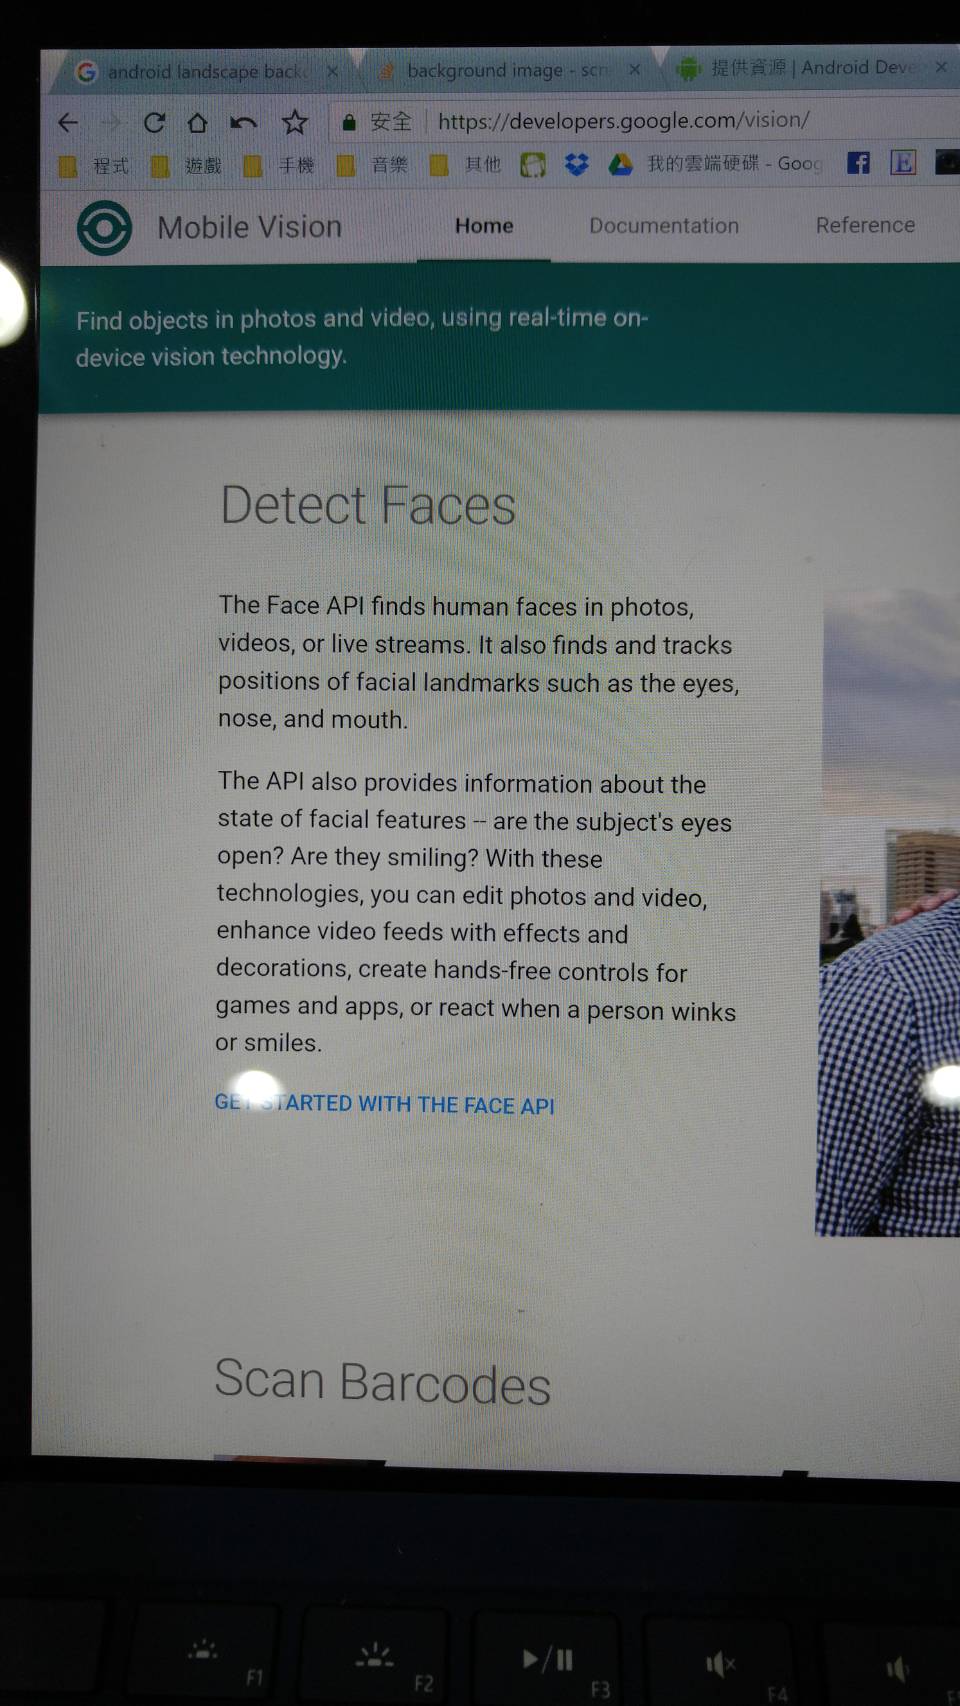 android landscape back
background image - scr
提供資源 | Android Deve
安全 https://developers.google.com/vision/
程式 遊戲 手機 音樂 其他 我的雲端硬碟 - Goog
Mobile Vision Home Documentation Reference
Find objects in photos and video, using real-time on-
device vision technology.
Detect Faces
The Face API finds human faces in photos,
videos, or live streams. It also finds and tracks
positions of facial landmarks such as the eyes,
nose, and mouth.
The API also provides information about the
state of facial features -- are the subject's eyes
open? Are they smiling? With these
technologies, you can edit photos and video,
enhance video feeds with effects and
decorations, create hands-free controls for
games and apps, or react when a person winks
or smiles.
GET STARTED WITH THE FACE API
Scan Barcodes
F1 F2 F3 F4